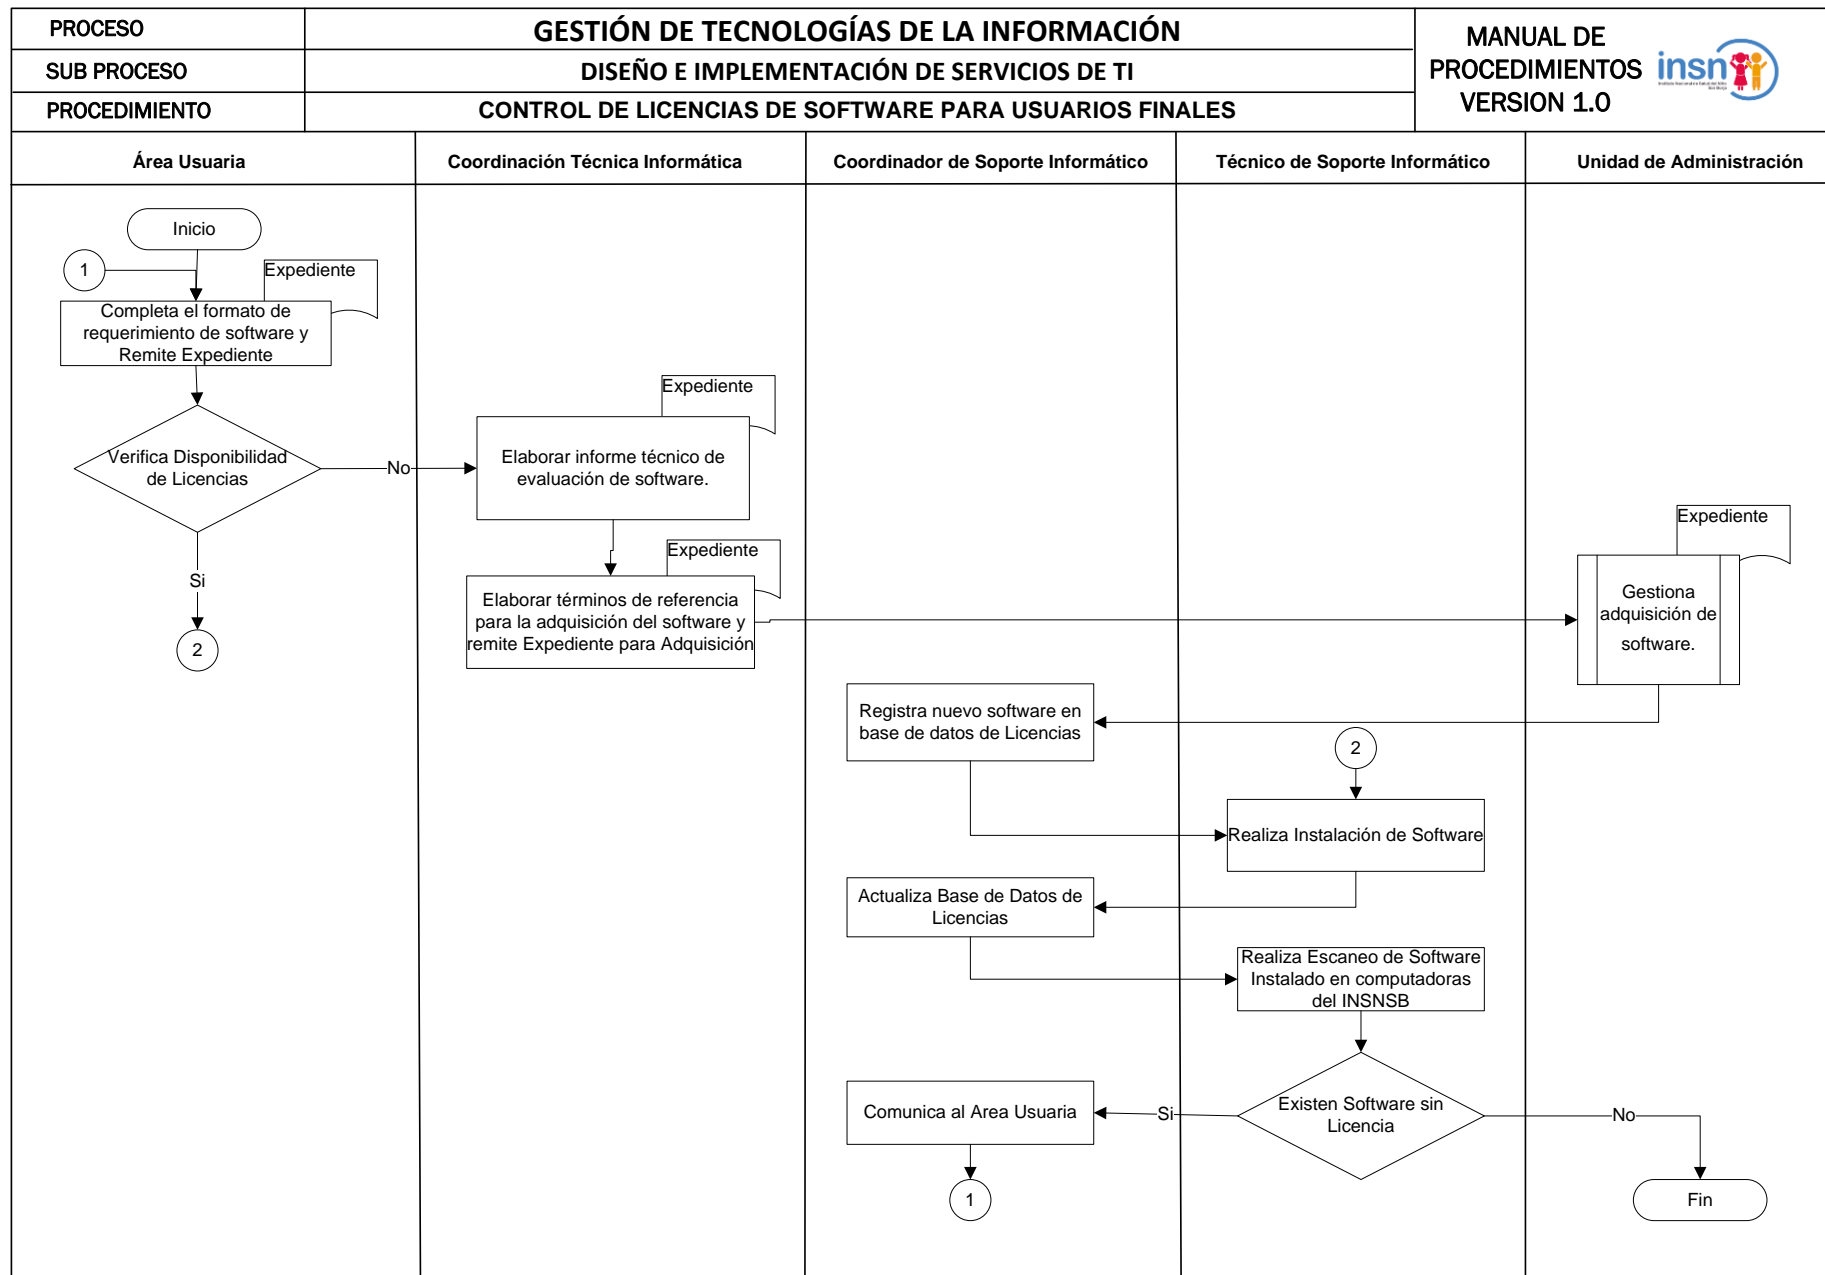 PROCESO
GESTIÓN DE TECNOLOGÍAS DE LA INFORMACIÓN
SUB PROCESO
DISEÑO E IMPLEMENTACIÓN DE SERVICIOS DE TI
PROCEDIMIENTO
CONTROL DE LICENCIAS DE SOFTWARE PARA USUARIOS FINALES
MANUAL DE
PROCEDIMIENTOS
VERSION 1.0
insn
Área Usuaria
Coordinación Técnica Informática
Coordinador de Soporte Informático
Técnico de Soporte Informático
Unidad de Administración
Inicio
1
Expediente
Completa el formato de
requerimiento de software y
Remite Expediente
Verifica Disponibilidad
de Licencias
No
Si
2
Expediente
Elaborar informe técnico de
evaluación de software.
Expediente
Elaborar términos de referencia
para la adquisición del software y
remite Expediente para Adquisición
Expediente
Gestiona
adquisición de
software.
Registra nuevo software en
base de datos de Licencias
2
Realiza Instalación de Software
Actualiza Base de Datos de
Licencias
Realiza Escaneo de Software
Instalado en computadoras
del INSNSB
Existen Software sin
Licencia
Si
No
Comunica al Area Usuaria
1
Fin